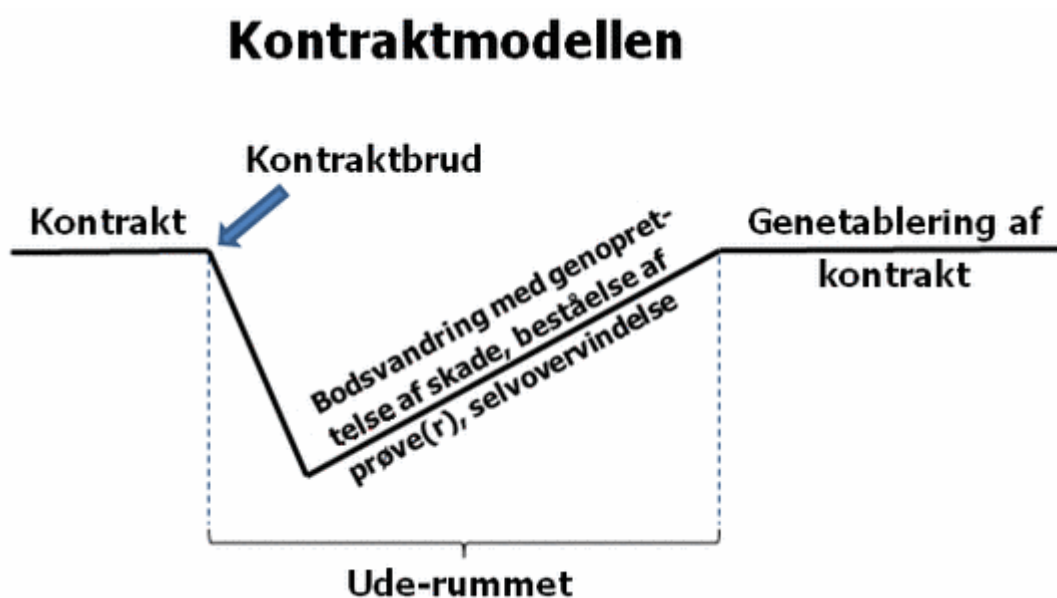 Kontraktmodellen
Kontraktbrud
Kontrakt
Bodsvandring med genopret-
telse af skade, beståelse af
prøve(r), selvovervindelse
Genetablering af
kontrakt
Ude-rummet